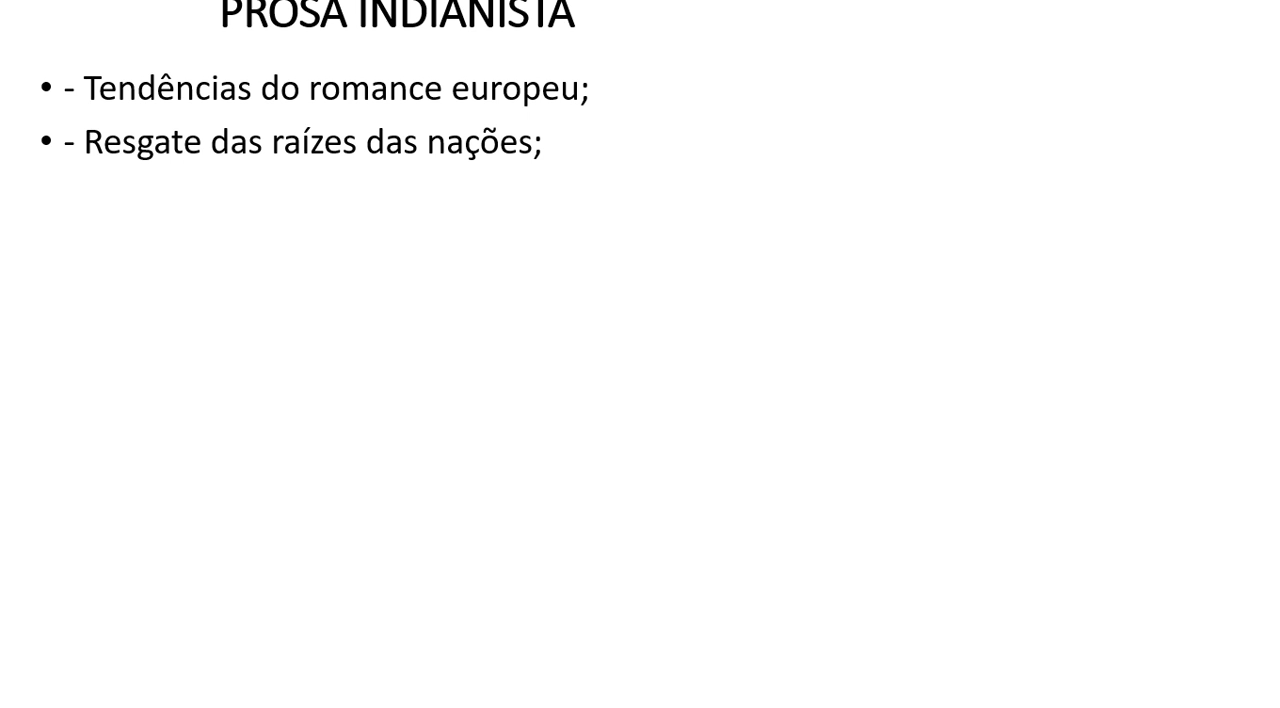 PROSA INDIANISTA
• - Tendências do romance europeu;
• - Resgate das raízes das nações;